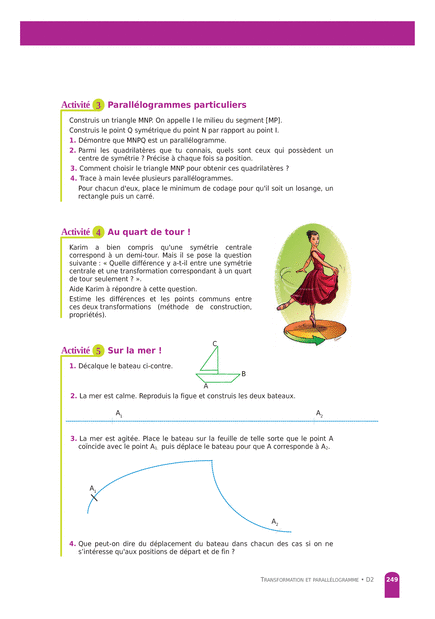 Activité 3 Parallélogrammes particuliers
Construis un triangle MNP. On appelle I le milieu du segment [MP].
Construis le point Q symétrique du point N par rapport au point I.
1. Démontre que MNPQ est un parallélogramme.
2. Parmi les quadrilatères que tu connais, quels sont ceux qui possèdent un
centre de symétrie ? Précise à chaque fois sa position.
3. Comment choisir le triangle MNP pour obtenir ces quadrilatères ?
4. Trace à main levée plusieurs parallélogrammes.
Pour chacun d'eux, place le minimum de codage pour qu'il soit un losange, un
rectangle puis un carré.
Activité 4 Au quart de tour !
Karim a bien compris qu'une symétrie centrale
correspond à un demi-tour. Mais il se pose la question
suivante : « Quelle différence y a-t-il entre une symétrie
centrale et une transformation correspondant à un quart
de tour seulement ? ».
Aide Karim à répondre à cette question.
Estime les différences et les points communs entre
ces deux transformations (méthode de construction,
propriétés).
Activité 5 Sur la mer !
1. Décalque le bateau ci-contre.
C
B
A
2. La mer est calme. Reproduis la figue et construis les deux bateaux.
A1
A2
3. La mer est agitée. Place le bateau sur la feuille de telle sorte que le point A
coïncide avec le point A1 puis déplace le bateau pour que A corresponde à A2.
A1
A2
4. Que peut-on dire du déplacement du bateau dans chacun des cas si on ne
s'intéresse qu'aux positions de départ et de fin ?
TRANSFORMATION ET PARALLÉLOGRAMME • D2 249